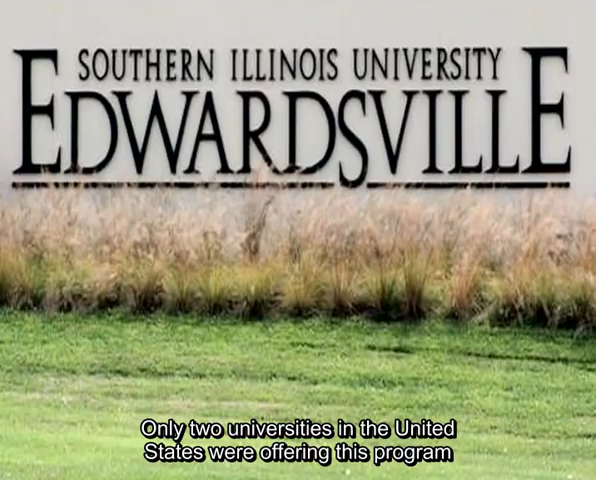 SOUTHERN ILLINOIS UNIVERSITY
EDWARDSVILLE
Only two universities in the United
States were offering this program